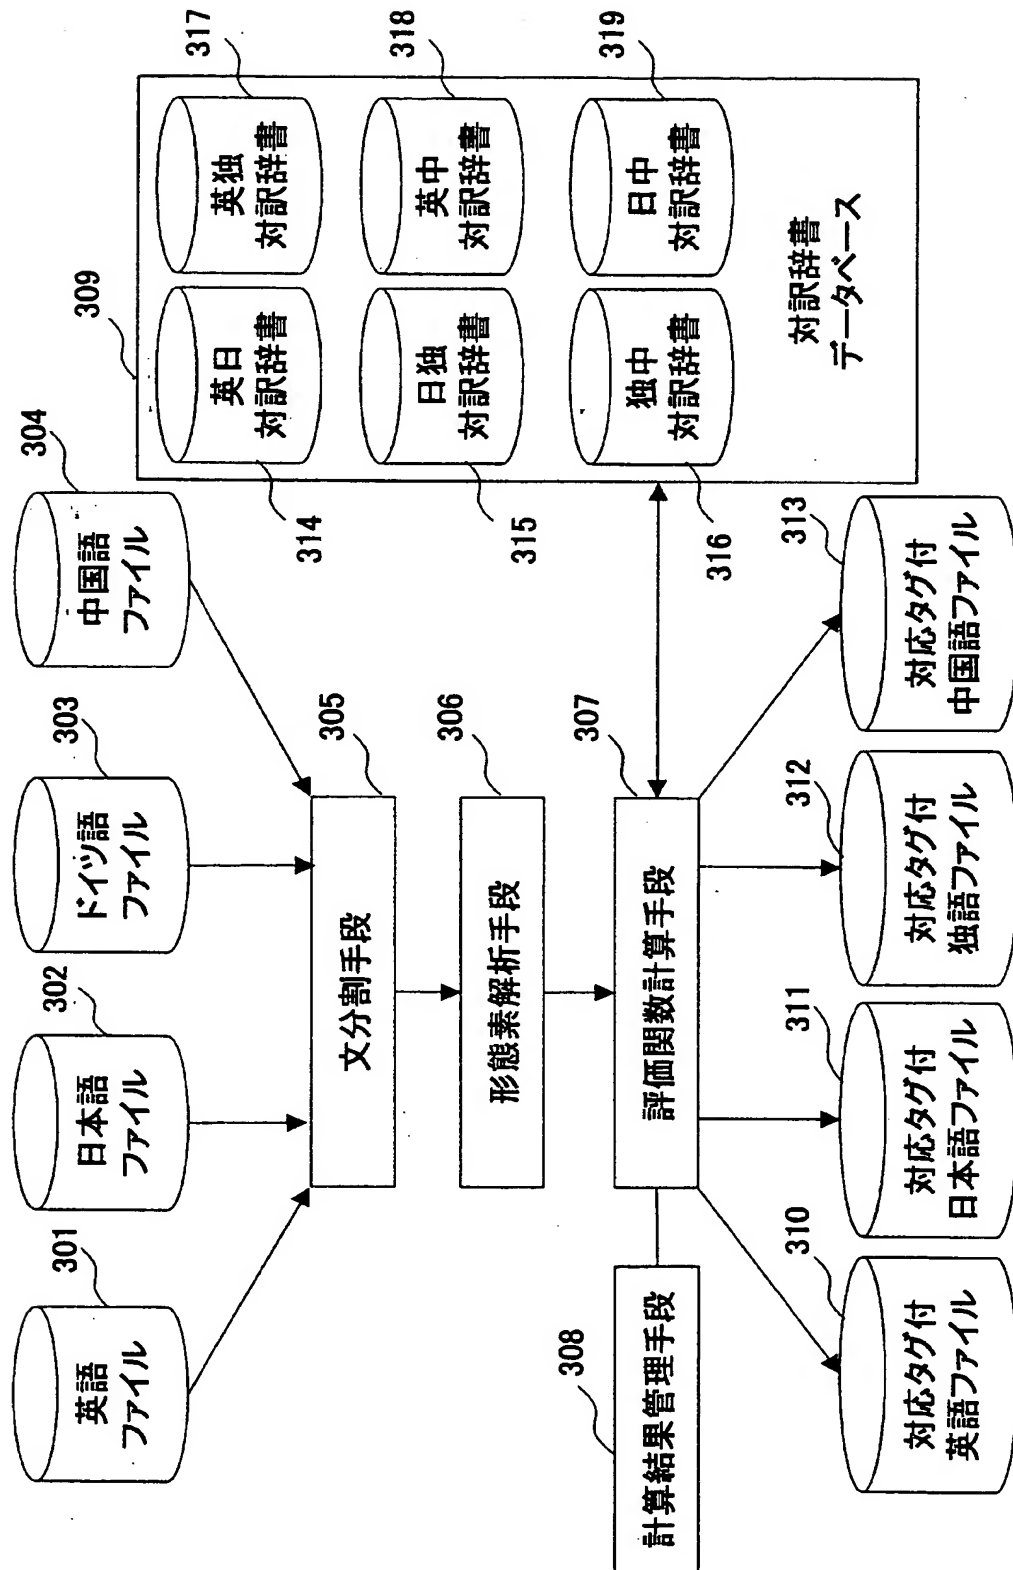 301
英語
ファイル
302
日本語
ファイル
303
ドイツ語
ファイル
304
中国語
ファイル
305
文分割手段
306
形態素解析手段
307
評価関数計算手段
308
計算結果管理手段
309
314
英日
対訳辞書
317
英独
対訳辞書
315
日独
対訳辞書
318
英中
対訳辞書
316
独中
対訳辞書
319
日中
対訳辞書
対訳辞書
データベース
310
対応タグ付
英語ファイル
311
対応タグ付
日本語ファイル
312
対応タグ付
独語ファイル
313
対応タグ付
中国語ファイル